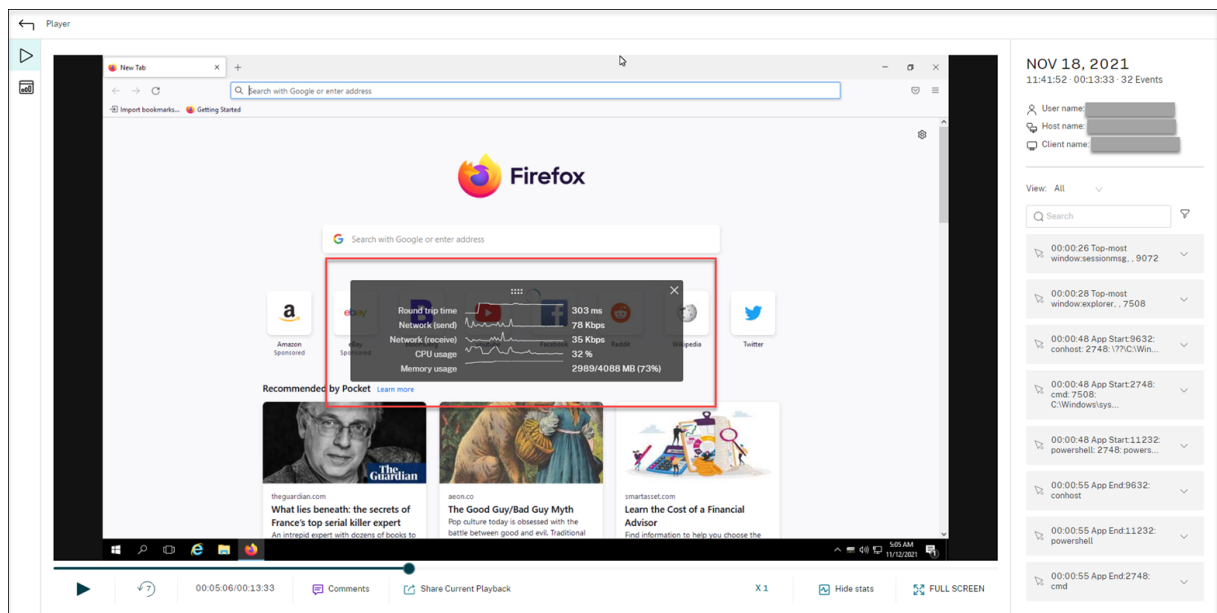 Player
New Tab
Search with Google or enter address
Import bookmarks...
Getting Started
Firefox
Search with Google or enter address
Round trip time 303 ms
Network (send) 78 Kbps
Network (receive) 35 Kbps
CPU usage 32 %
Memory usage 2989/4088 MB (73%)
Amazon
Sponsored
eBay
Facebook
Reddit
Wikipedia
Twitter
Recommended by Pocket Learn more
The Guardian
theguardian.com
What lies beneath: the secrets of
France's top serial killer expert
An intrepid expert with dozens of books to
aeon.co
The Good Guy/Bad Guy Myth
Pop culture today is obsessed with the
battle between good and evil. Traditional
smartasset.com
Learn the Cost of a Financial
Advisor
Find information to help you choose the
5:05 AM
11/12/2021
00:05:06/00:13:33
Comments
Share Current Playback
X 1
Hide stats
FULL SCREEN
NOV 18, 2021
11:41:52 · 00:13:33 · 32 Events
User name:
Host name:
Client name:
View: All
Search
00:00:26 Top-most
window:sessionmsg, , 9072
00:00:28 Top-most
window:explorer, , 7508
00:00:48 App Start:9632:
conhost: 2748: \??\C:\Win...
00:00:48 App Start:2748:
cmd: 7508:
C:\Windows\sys...
00:00:48 App Start:11232:
powershell: 2748: powers...
00:00:55 App End:9632:
conhost
00:00:55 App End:11232:
powershell
00:00:55 App End:2748:
cmd